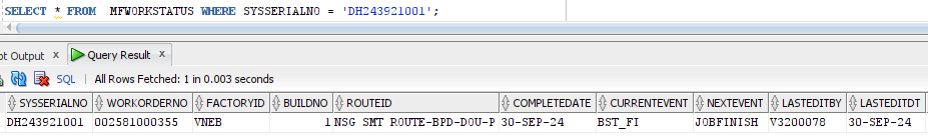 SELECT * FROM  MFWORKSTATUS WHERE SYSSERIALNO = 'DH243921001';
pt Output x Query Result x
SQL | All Rows Fetched: 1 in 0.003 seconds
SYSSERIALNO WORKORDERNO FACTORYID BUILDNO ROUTEID COMPLETEDATE CURRENTEVENT NEXTEVENT LASTEDITBY LASTEDITDT
DH243921001 002581000355 VNEB 1 NSG SMT ROUTE-BPD-DOU-P 30-SEP-24 BST_FI JOBFINISH V3200078 30-SEP-24